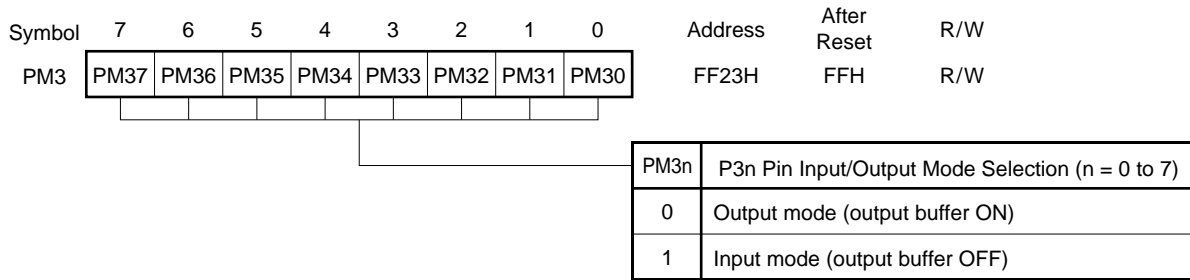 Symbol 7 6 5 4 3 2 1 0 Address After Reset R/W
PM3 PM37 PM36 PM35 PM34 PM33 PM32 PM31 PM30 FF23H FFH R/W
PM3n P3n Pin Input/Output Mode Selection (n = 0 to 7)
0 Output mode (output buffer ON)
1 Input mode (output buffer OFF)